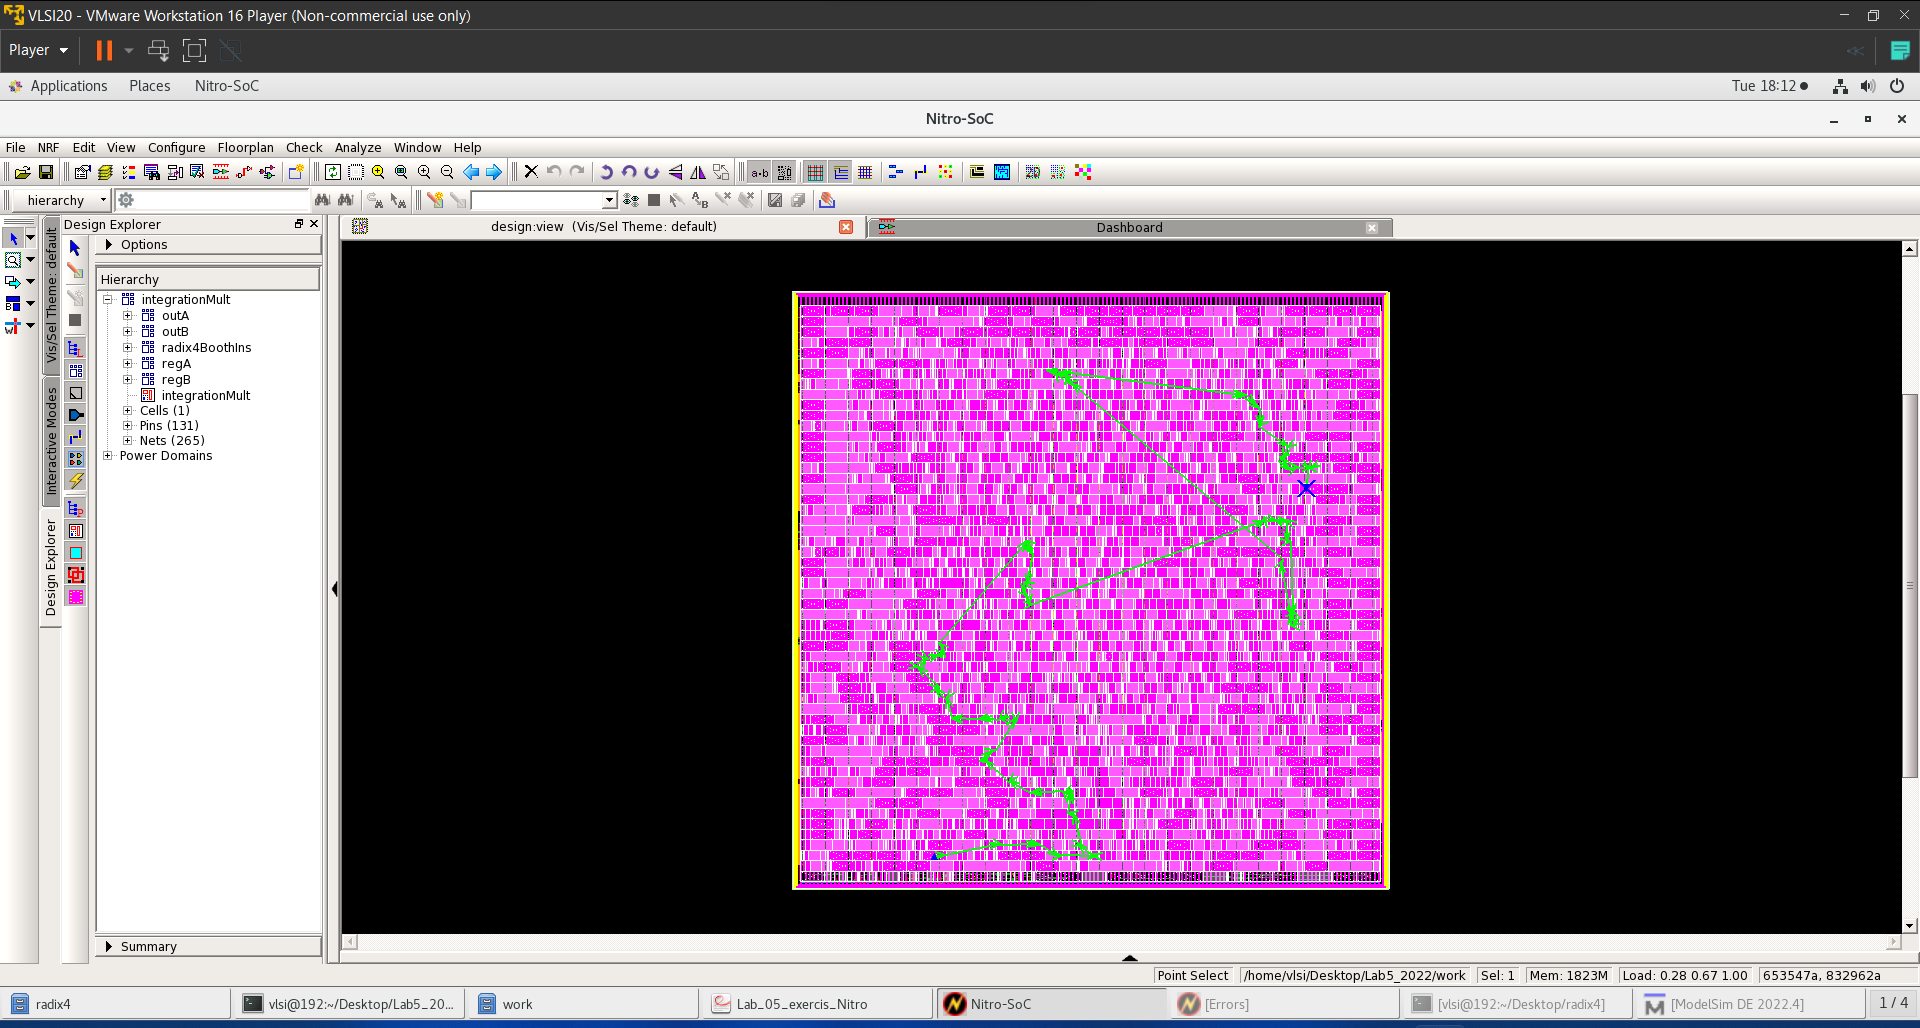 VLSI20 - VMware Workstation 16 Player (Non-commercial use only)
Player
Applications Places Nitro-SoC Tue 18:12
Nitro-SoC
File NRF Edit View Configure Floorplan Check Analyze Window Help
hierarchy
Design Explorer
design:view (Vis/Sel Theme: default)
Dashboard
Options
Hierarchy
integrationMult
outA
outB
radix4BoothIns
regA
regB
integrationMult
Cells (1)
Pins (131)
Nets (265)
Power Domains
Vis/Sel Theme: default
Interactive Modes
Design Explorer
Summary
Point Select /home/vlsi/Desktop/Lab5_2022/work Sel: 1 Mem: 1823M Load: 0.28 0.67 1.00 653547a, 832962a
radix4 vlsi@192:~/Desktop/Lab5_20... work Lab_05_exercis_Nitro Nitro-SoC [Errors] [vlsi@192:~/Desktop/radix4] [ModelSim DE 2022.4] 1 / 4